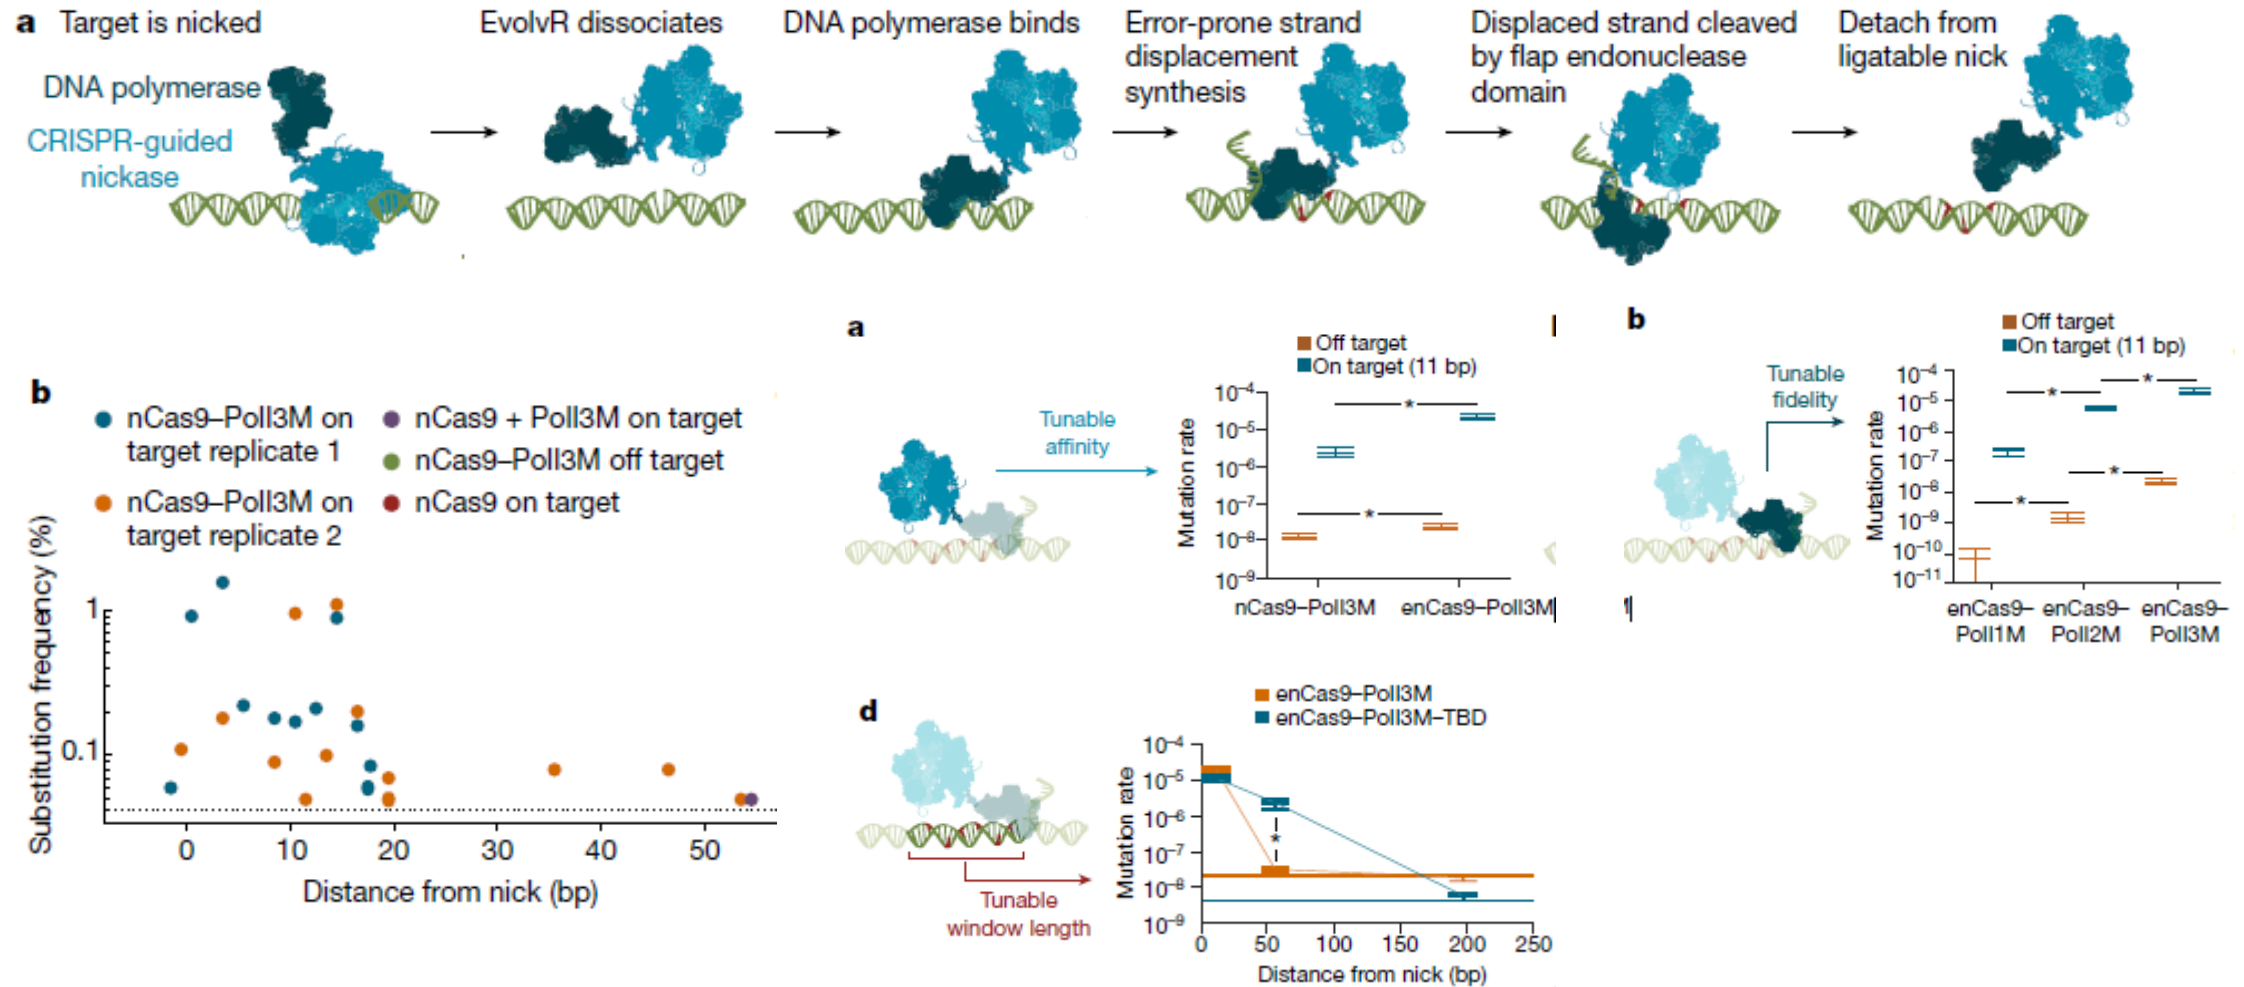 a Target is nicked
EvolvR dissociates
DNA polymerase binds
Error-prone strand
displacement
synthesis
Displaced strand cleaved
by flap endonuclease
domain
Detach from
ligatable nick
DNA polymerase
CRISPR-guided
nickase
b
nCas9–PolI3M on
target replicate 1
nCas9–PolI3M on
target replicate 2
nCas9 + PolI3M on target
nCas9–PolI3M off target
nCas9 on target
Substitution frequency (%)
1
0.1
0 10 20 30 40 50
Distance from nick (bp)
a
Tunable
affinity
Off target
On target (11 bp)
Mutation rate
10–4
10–5
10–6
10–7
10–8
10–9
*
*
nCas9–PolI3M enCas9–PolI3M
b
Tunable
fidelity
Off target
On target (11 bp)
Mutation rate
10–4
10–5
10–6
10–7
10–8
10–9
10–10
10–11
* *
* *
enCas9– enCas9– enCas9–
PolI1M PolI2M PolI3M
d
Tunable
window length
enCas9–PolI3M
enCas9–PolI3M–TBD
Mutation rate
10–4
10–5
10–6
10–7
10–8
10–9
*
0 50 100 150 200 250
Distance from nick (bp)